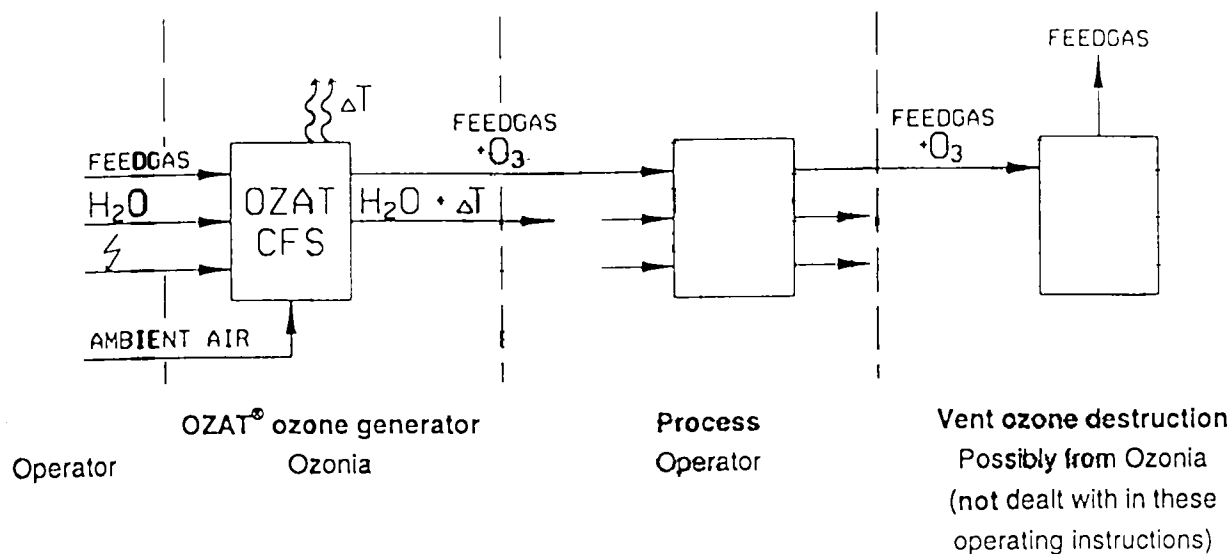 FEEDGAS
ΔT
FEEDGAS
+O₃
FEEDGAS
+O₃
FEEDGAS
H₂O
OZAT
CFS
H₂O + ΔT
AMBIENT AIR
OZAT® ozone generator
Ozonia
Operator
Process
Operator
Vent ozone destruction
Possibly from Ozonia
(not dealt with in these
operating instructions)